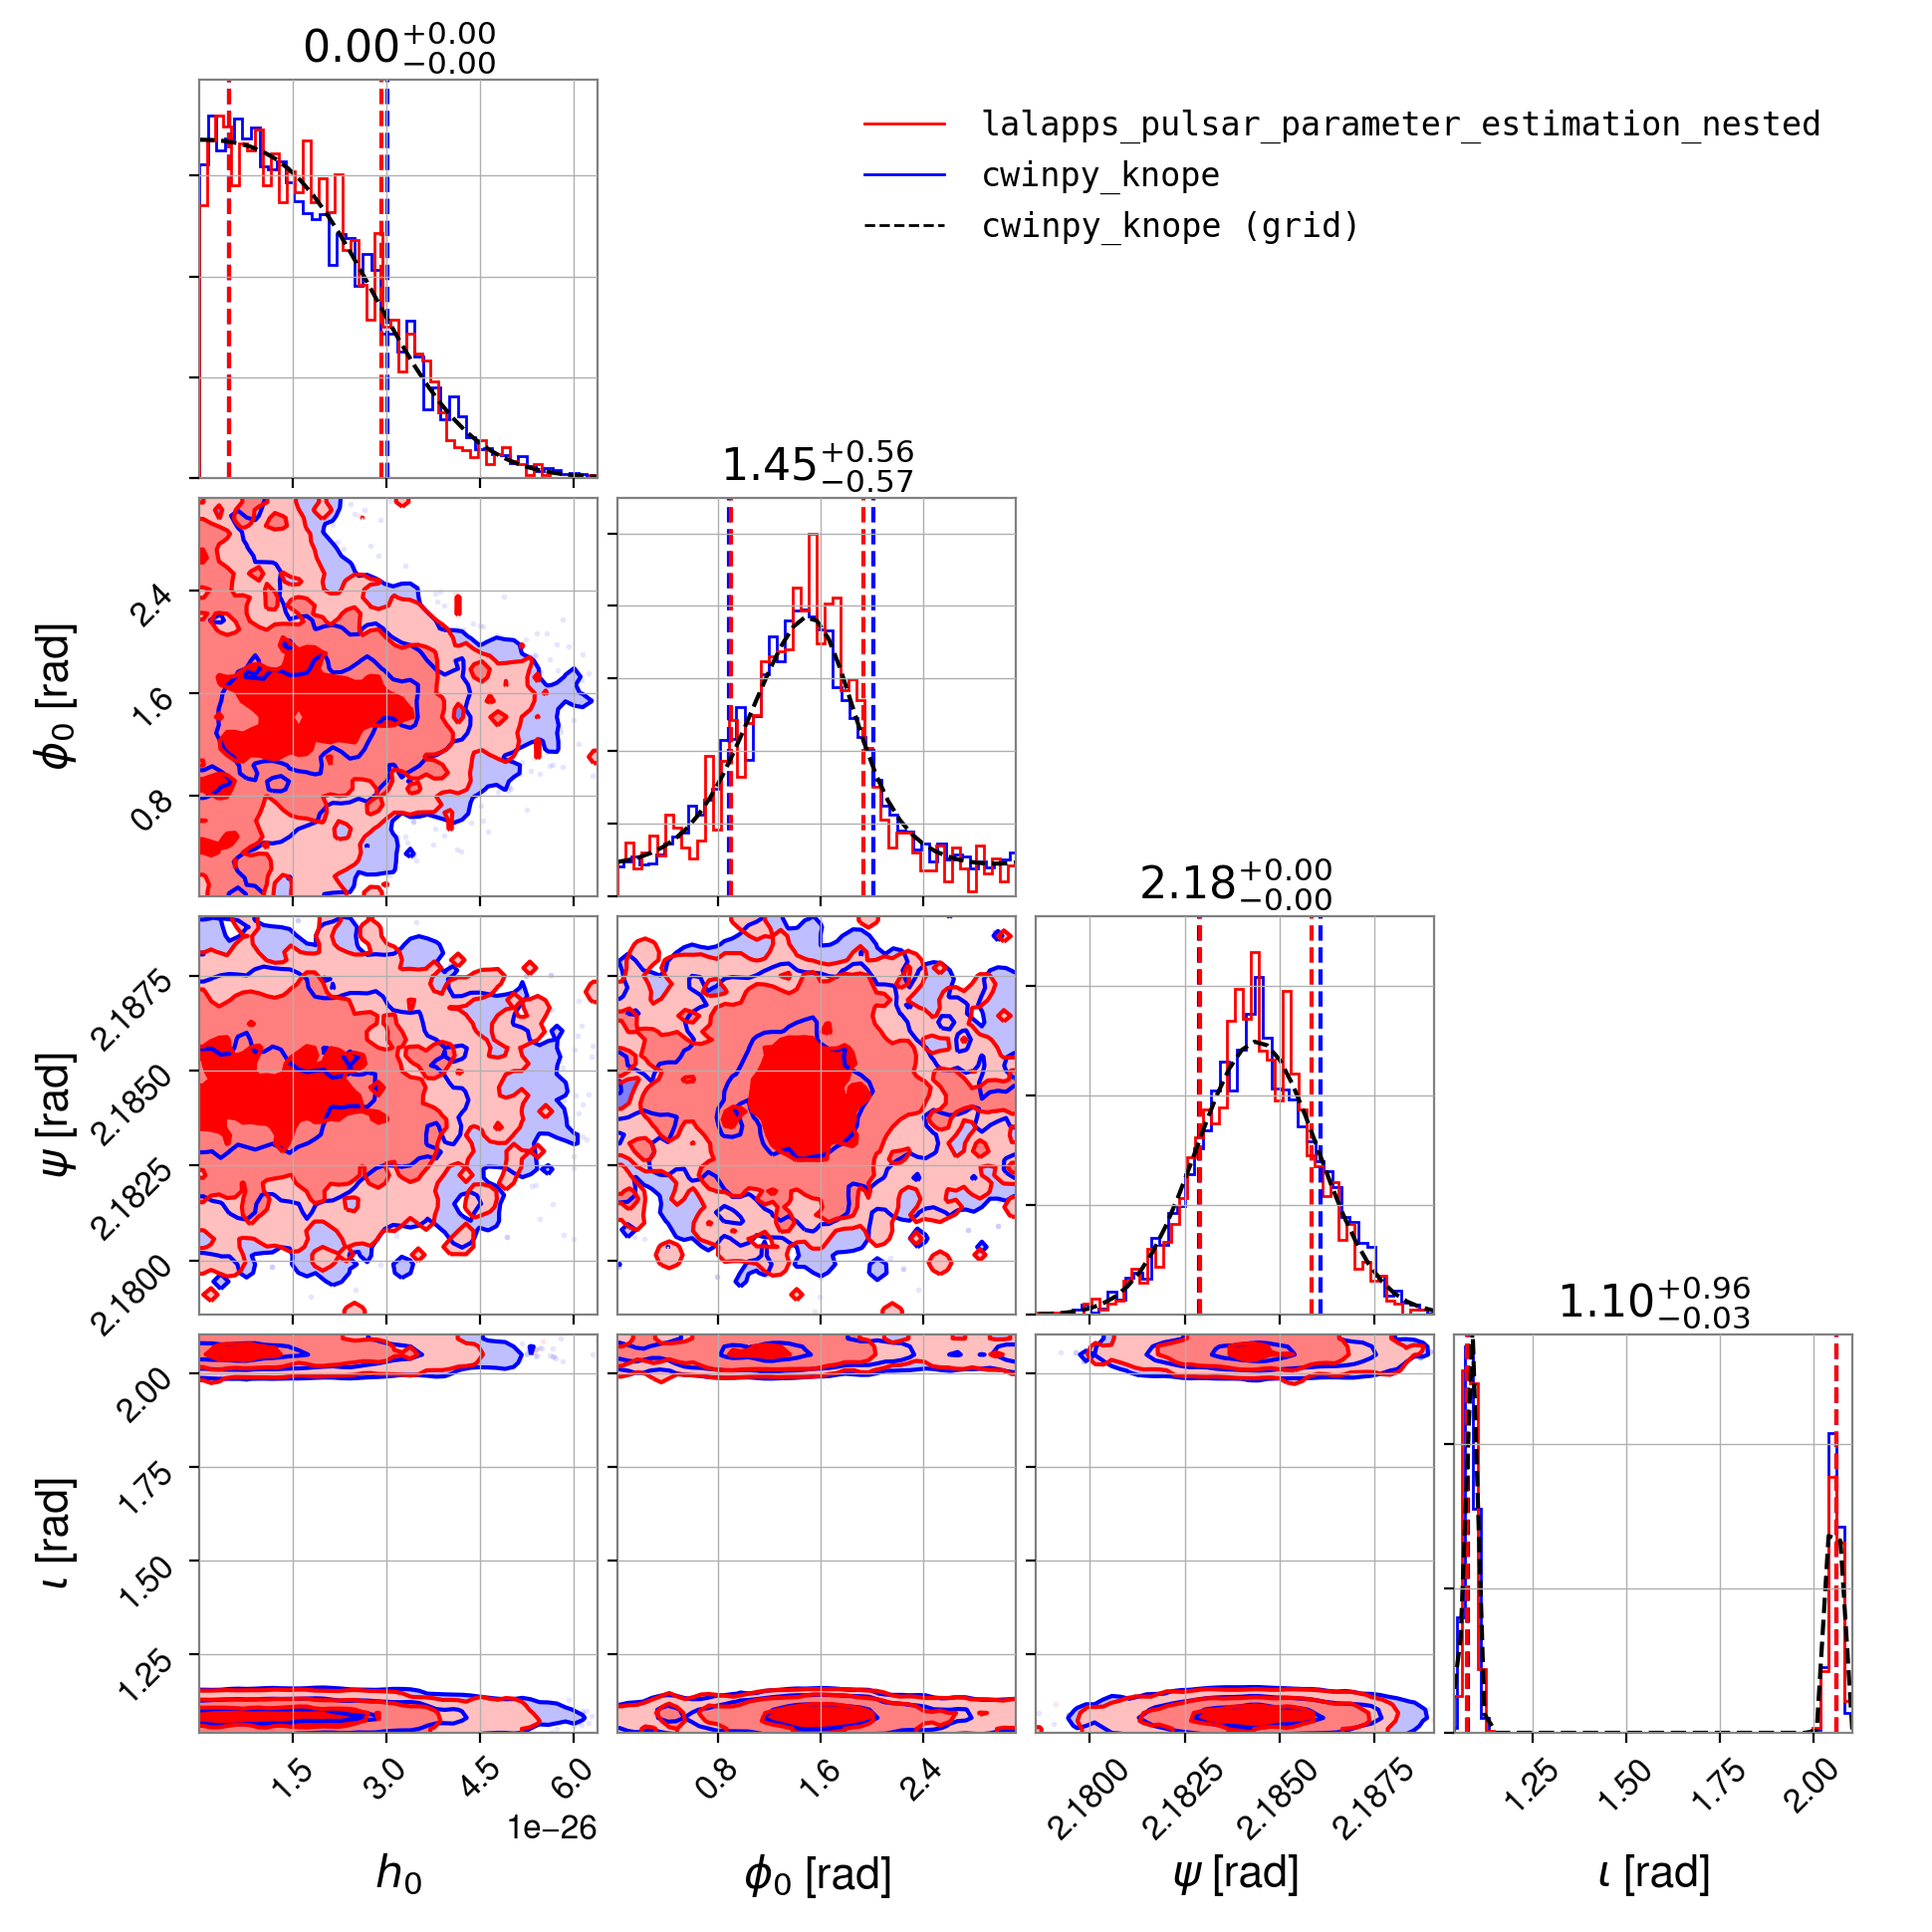 0.00+0.00−0.00
lalapps_pulsar_parameter_estimation_nested
cwinpy_knope
cwinpy_knope (grid)
1.45+0.56−0.57
ϕ0 [rad]
2.4
1.6
0.8
2.18+0.00−0.00
ψ [rad]
2.1875
2.1850
2.1825
2.1800
1.10+0.96−0.03
ι [rad]
2.00
1.75
1.50
1.25
1.5 3.0 4.5 6.0
1e−26
h0
0.8 1.6 2.4
ϕ0 [rad]
2.1800 2.1825 2.1850 2.1875
ψ [rad]
1.25 1.50 1.75 2.00
ι [rad]